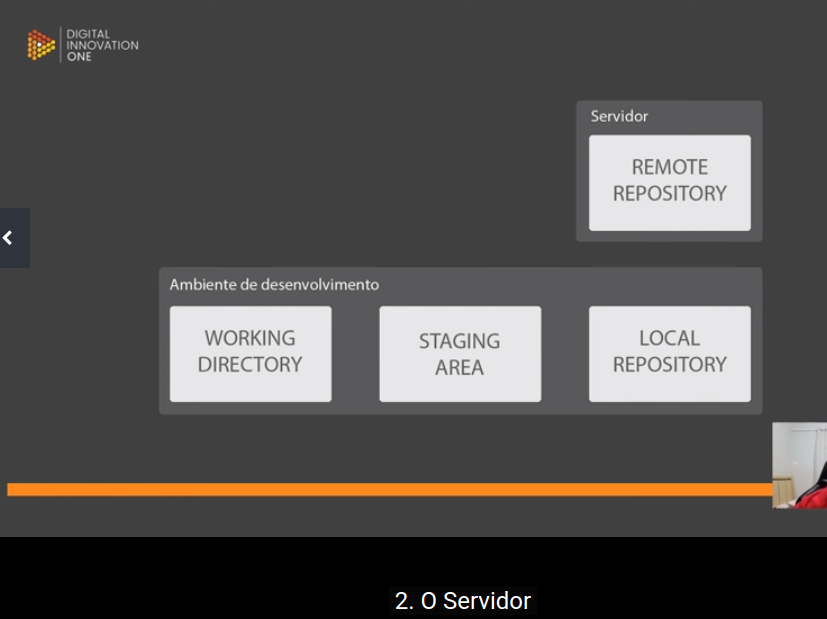 DIGITAL
INNOVATION
ONE
Servidor
REMOTE
REPOSITORY
Ambiente de desenvolvimento
WORKING
DIRECTORY
STAGING
AREA
LOCAL
REPOSITORY
2. O Servidor